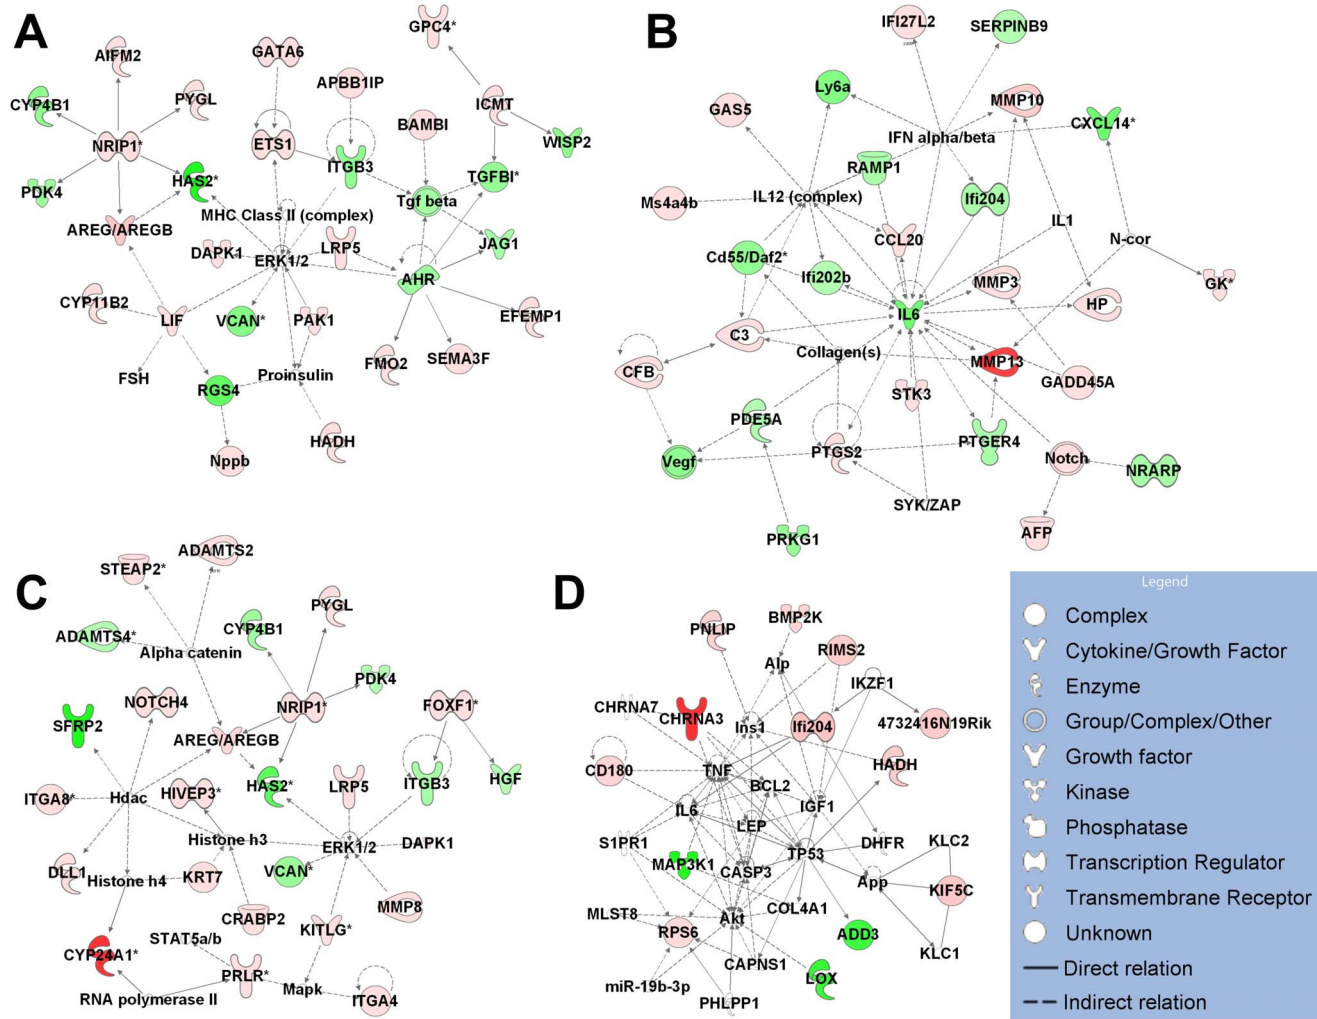 A
GPC4*
AIFM2
GATA6
APBB1IP
CYP4B1
PYGL
ICMT
BAMBI
NRIP1*
ETS1
WISP2
ITGB3
HAS2*
TGFBI*
PDK4
Tgf beta
MHC Class II (complex)
AREG/AREGB
DAPK1
LRP5
JAG1
ERK1/2
AHR
CYP11B2
LIF
VCAN*
PAK1
EFEMP1
FMO2
SEMA3F
FSH
RGS4
Proinsulin
HADH
Nppb
B
IFI27L2
SERPINB9
Ly6a
MMP10
GAS5
CXCL14*
IFN alpha/beta
RAMP1
Ms4a4b
IL12 (complex)
Ifi204
IL1
CCL20
N-cor
Cd55/Daf2*
Ifi202b
MMP3
GK*
HP
IL6
C3
Collagen(s)
MMP13
CFB
GADD45A
STK3
PDE5A
PTGER4
Vegf
PTGS2
Notch
NRARP
SYK/ZAP
AFP
PRKG1
C
ADAMTS2
STEAP2*
PYGL
CYP4B1
ADAMTS4*
Alpha catenin
PDK4
NOTCH4
NRIP1*
FOXF1*
SFRP2
AREG/AREGB
ITGB3
HGF
HAS2*
LRP5
ITGA8*
Hdac
HIVEP3*
Histone h3
ERK1/2
DAPK1
DLL1
Histone h4
KRT7
VCAN*
MMP8
CRABP2
KITLG*
STAT5a/b
CYP24A1*
PRLR*
Mapk
RNA polymerase II
ITGA4
D
PNLIP
BMP2K
RIMS2
Alp
IKZF1
CHRNA7
CHRNA3
Ins1
Ifi204
4732416N19Rik
CD180
TNF
HADH
BCL2
IL6
IGF1
LEP
S1PR1
DHFR
KLC2
MAP3K1
CASP3
TP53
App
KIF5C
MLST8
COL4A1
Akt
RPS6
ADD3
KLC1
CAPNS1
miR-19b-3p
LOX
PHLPP1
Legend
Complex
Cytokine/Growth Factor
Enzyme
Group/Complex/Other
Growth factor
Kinase
Phosphatase
Transcription Regulator
Transmembrane Receptor
Unknown
Direct relation
Indirect relation